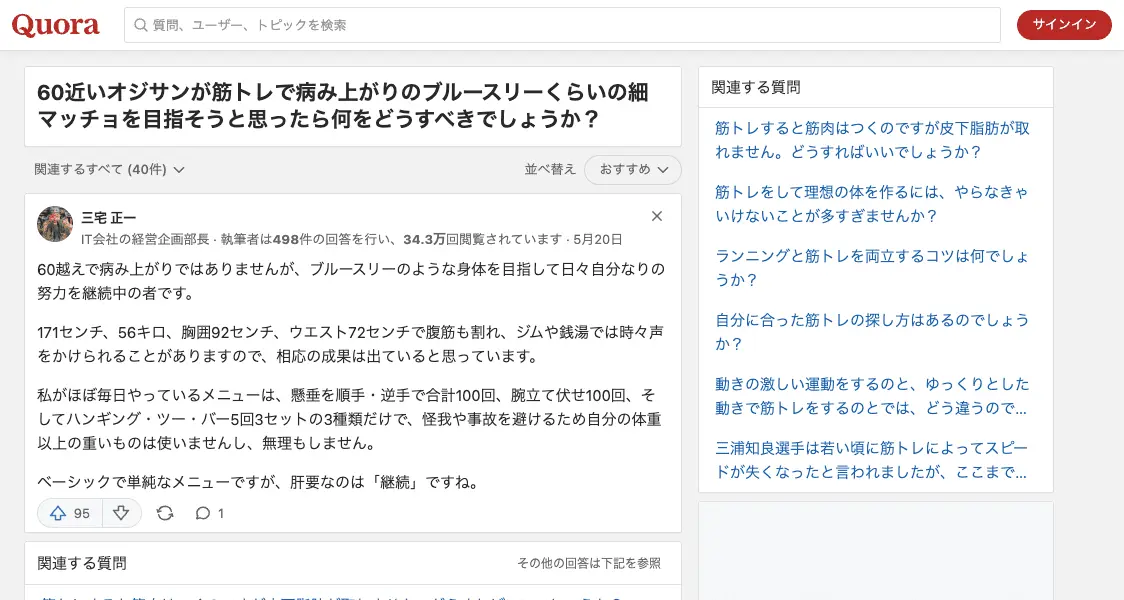 Quora
質問、ユーザー、トピックを検索
サインイン
60近いオジサンが筋トレで病み上がりのブルースリーくらいの細
マッチョを目指そうと思ったら何をどうすべきでしょうか？
関連するすべて (40件)
並べ替え
おすすめ
三宅 正一
IT会社の経営企画部長 · 執筆者は498件の回答を行い、34.3万回閲覧されています · 5月20日
60越えで病み上がりではありませんが、ブルースリーのような身体を目指して日々自分なりの
努力を継続中の者です。
171センチ、56キロ、胸囲92センチ、ウエスト72センチで腹筋も割れ、ジムや銭湯では時々声
をかけられることがありますので、相応の成果は出ていると思っています。
私がほぼ毎日やっているメニューは、懸垂を順手・逆手で合計100回、腕立て伏せ100回、そ
してハンギング・ツー・バー5回3セットの3種類だけで、怪我や事故を避けるため自分の体重
以上の重いものは使いませんし、無理もしません。
ベーシックで単純なメニューですが、肝要なのは「継続」ですね。
95
1
関連する質問
その他の回答は下記を参照
関連する質問
筋トレすると筋肉はつくのですが皮下脂肪が取
れません。どうすればいいでしょうか？
筋トレをして理想の体を作るには、やらなきゃ
いけないことが多すぎませんか？
ランニングと筋トレを両立するコツは何でしょ
うか？
自分に合った筋トレの探し方はあるのでしょう
か？
動きの激しい運動をするのと、ゆっくりとした
動きで筋トレをするのとでは、どう違うので...
三浦知良選手は若い頃に筋トレによってスピー
ドが失くなったと言われましたが、ここまで...